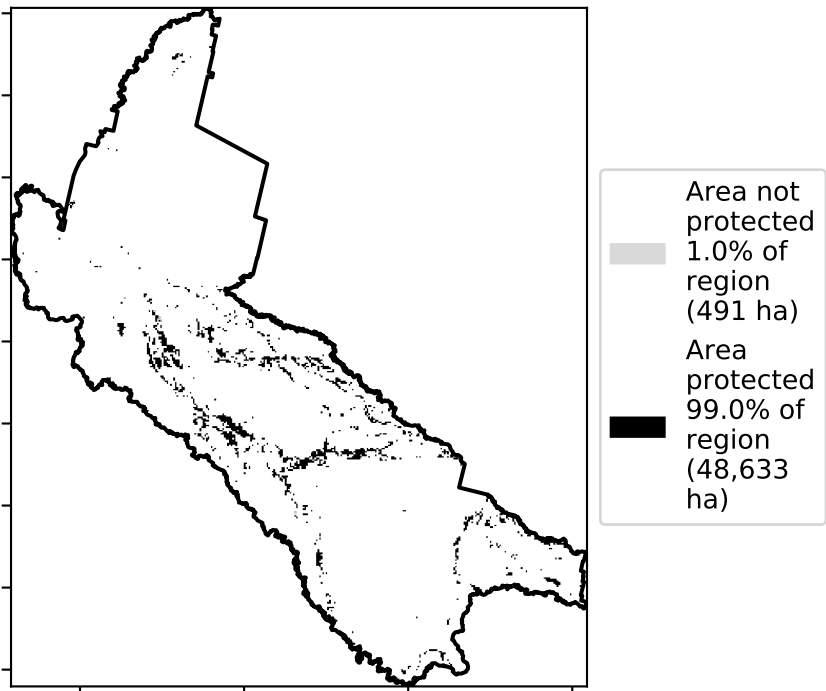 Area not
protected
1.0% of
region
(491 ha)
Area
protected
99.0% of
region
(48,633
ha)